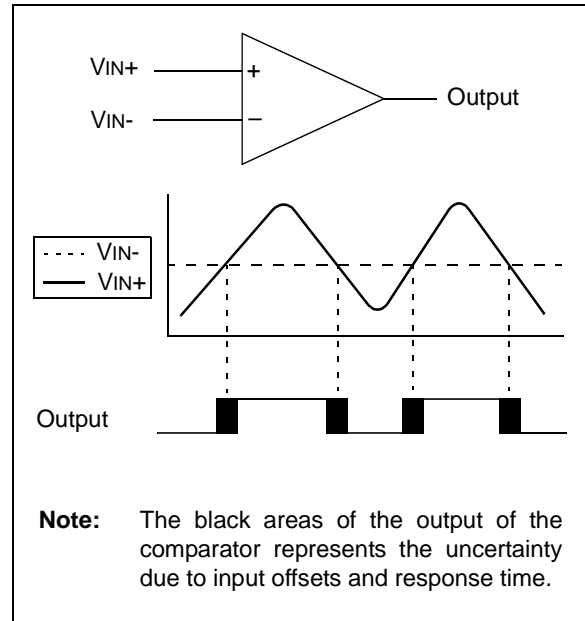 VIN+
+
Output
VIN-
–
VIN-
VIN+
Output
Note: The black areas of the output of the
comparator represents the uncertainty
due to input offsets and response time.